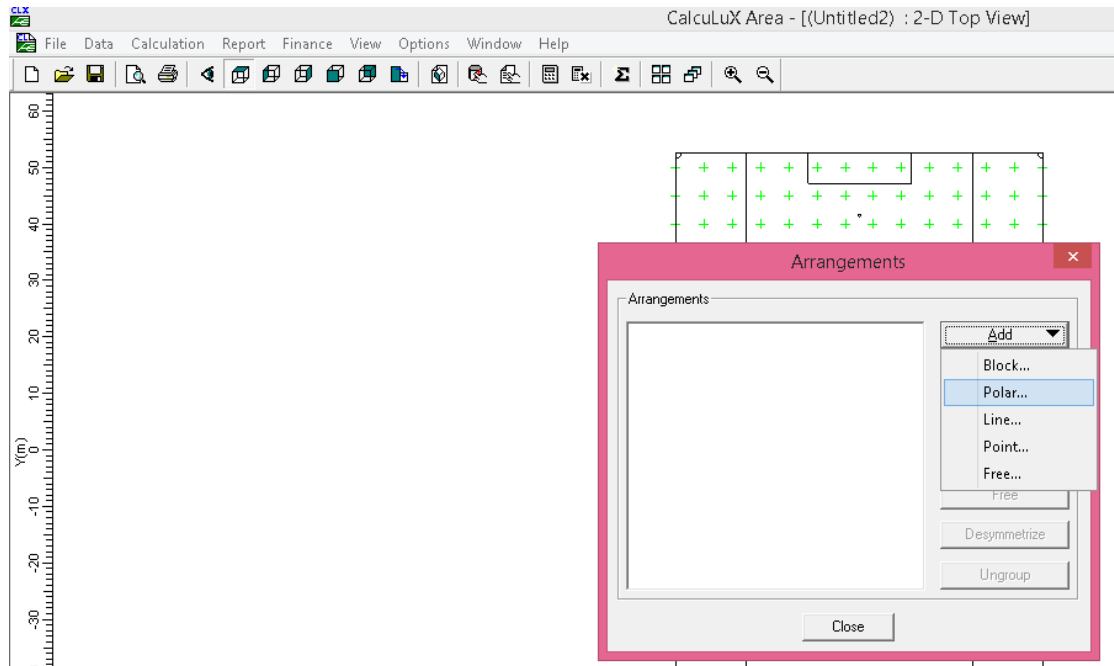 CLX
CalcuLuX Area - [(Untitled2) : 2-D Top View]
File Data Calculation Report Finance View Options Window Help
60
50
40
30
20
10
Y(m)
0
-10
-20
-30
Arrangements
Arrangements
Add
Block...
Polar...
Line...
Point...
Free...
Free
Desymmetrize
Ungroup
Close